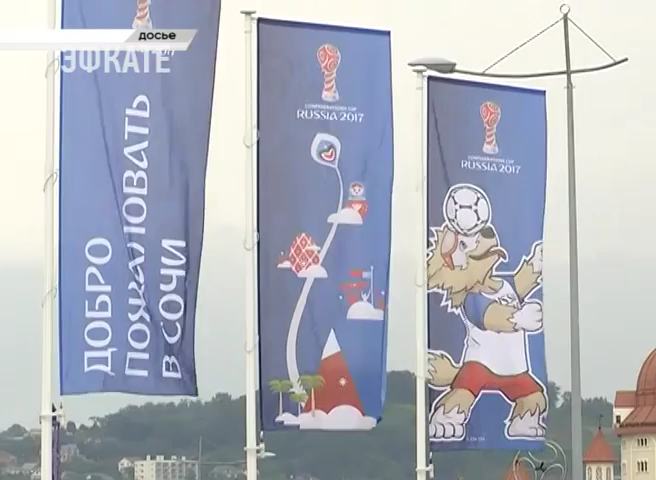 досье
ЭФКАТЕ
ДОБРО
ПОЖАЛОВАТЬ
В СОЧИ
CONFEDERATIONS CUP
RUSSIA 2017
CONFEDERATIONS CUP
RUSSIA 2017